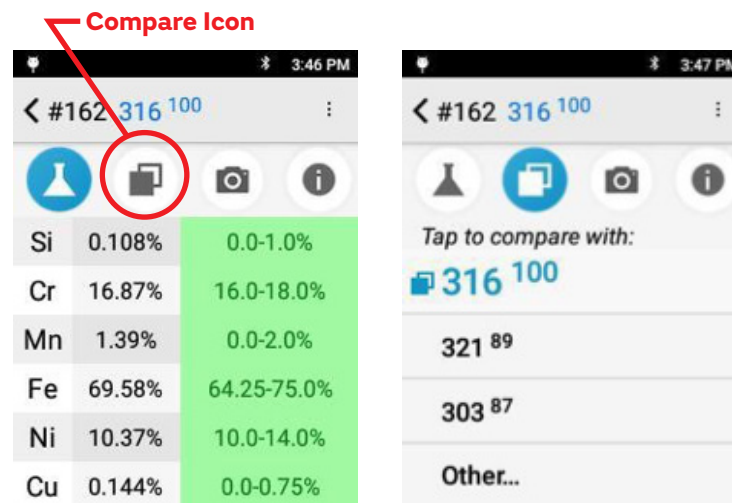 Compare Icon
3:46 PM
#162 316 100
Si 0.108% 0.0-1.0%
Cr 16.87% 16.0-18.0%
Mn 1.39% 0.0-2.0%
Fe 69.58% 64.25-75.0%
Ni 10.37% 10.0-14.0%
Cu 0.144% 0.0-0.75%
3:47 PM
#162 316 100
Tap to compare with:
316 100
321 89
303 87
Other...